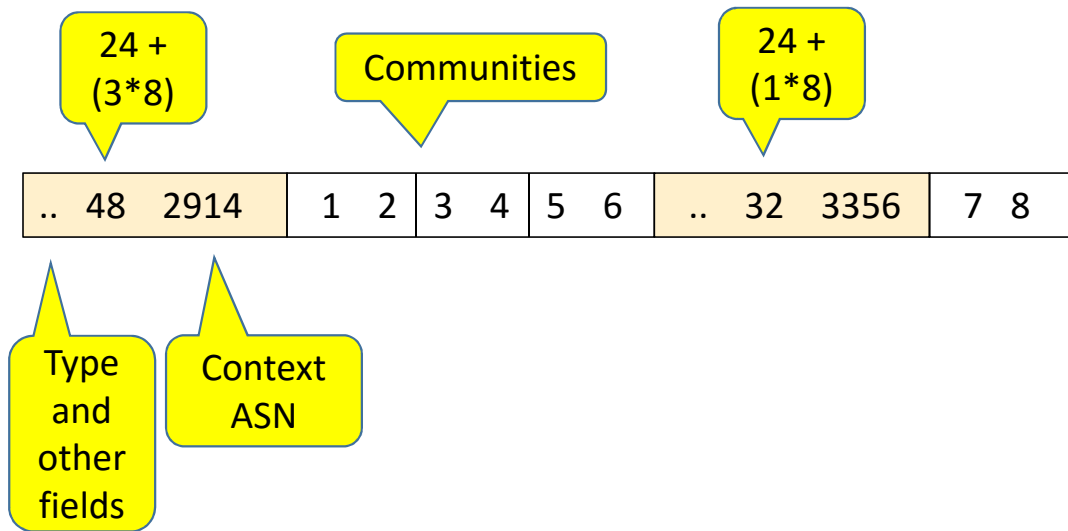 24 +
(3*8)
Communities
24 +
(1*8)
.. 48 2914 1 2 3 4 5 6 .. 32 3356 7 8
Type
and
other
fields
Context
ASN